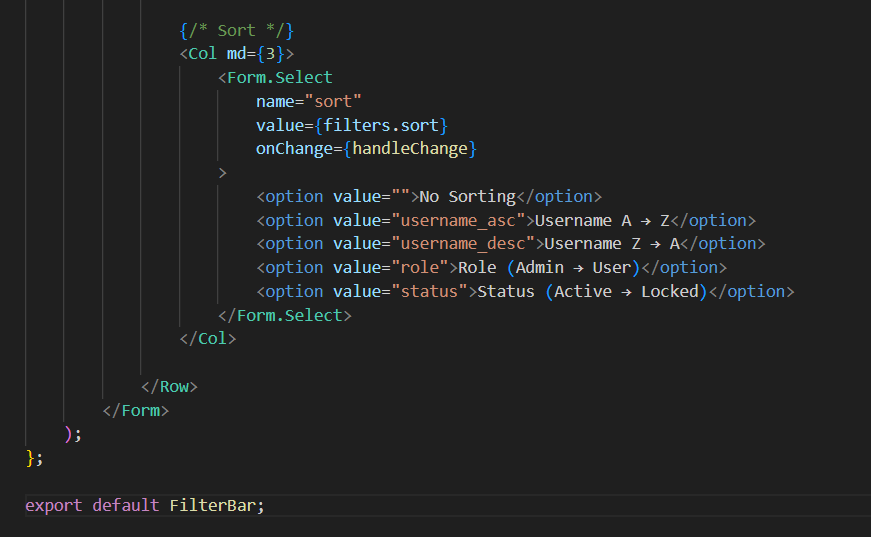 {/* Sort */}
<Col md={3}>
<Form.Select
name="sort"
value={filters.sort}
onChange={handleChange}
>
<option value="">No Sorting</option>
<option value="username_asc">Username A → Z</option>
<option value="username_desc">Username Z → A</option>
<option value="role">Role (Admin → User)</option>
<option value="status">Status (Active → Locked)</option>
</Form.Select>
</Col>
</Row>
</Form>
);
};
export default FilterBar;